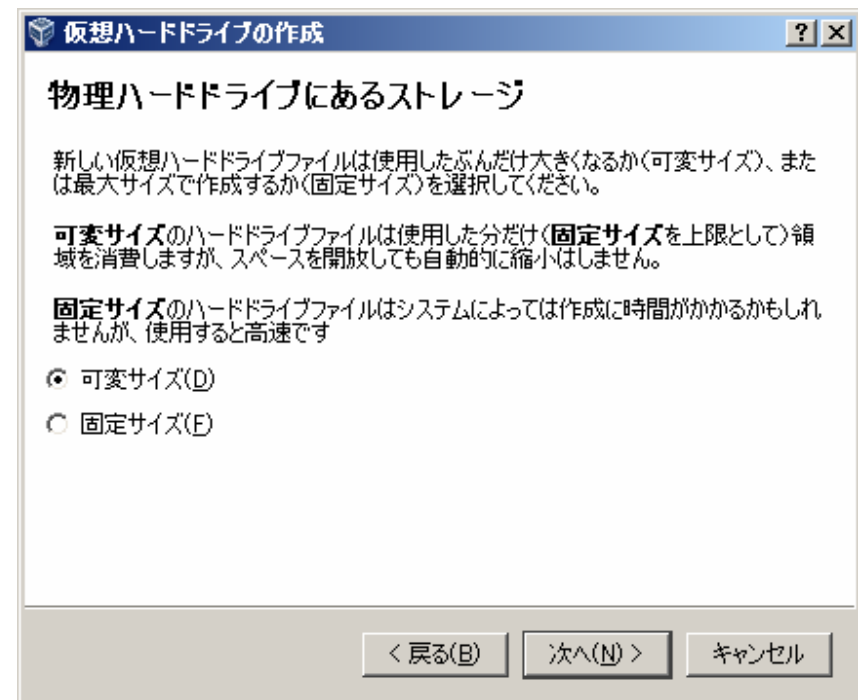 仮想ハードドライブの作成
物理ハードドライブにあるストレージ
新しい仮想ハードドライブファイルは使用したぶんだけ大きくなるか(可変サイズ)、また
は最大サイズで作成するか(固定サイズ)を選択してください。
可変サイズのハードドライブファイルは使用した分だけ(固定サイズを上限として)領
域を消費しますが、スペースを開放しても自動的に縮小はしません。
固定サイズのハードドライブファイルはシステムによっては作成に時間がかかるかもしれ
ませんが、使用すると高速です
可変サイズ(D)
固定サイズ(F)
< 戻る(B) 次へ(N) > キャンセル